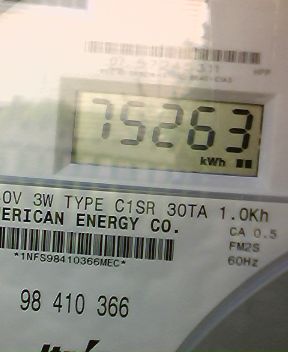 75263
kWh
0V 3W TYPE C1SR 30TA 1.0Kh
ERICAN ENERGY CO.
CA 0.5
FM2S
*1NFS98410366MEC*
60Hz
98 410 366